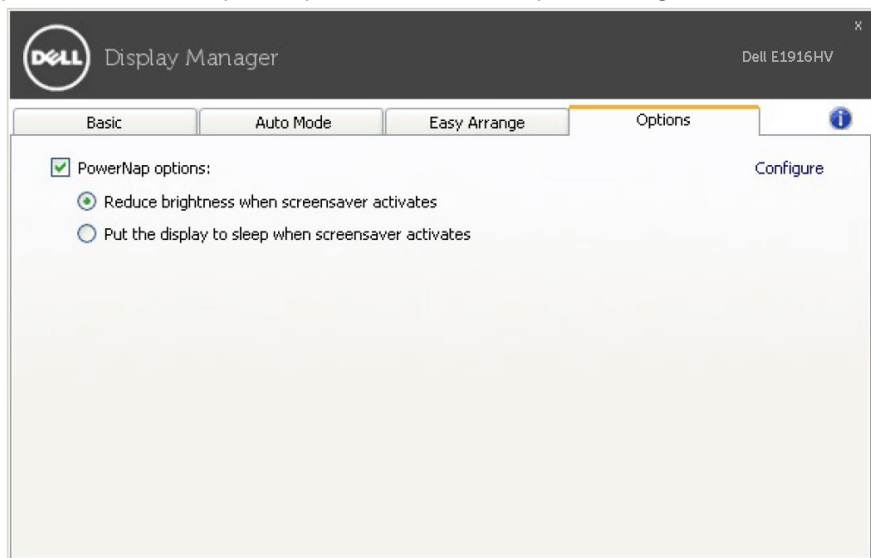 DELL
Display Manager
x
Dell E1916HV
Basic
Auto Mode
Easy Arrange
Options
i
PowerNap options:
Configure
Reduce brightness when screensaver activates
Put the display to sleep when screensaver activates